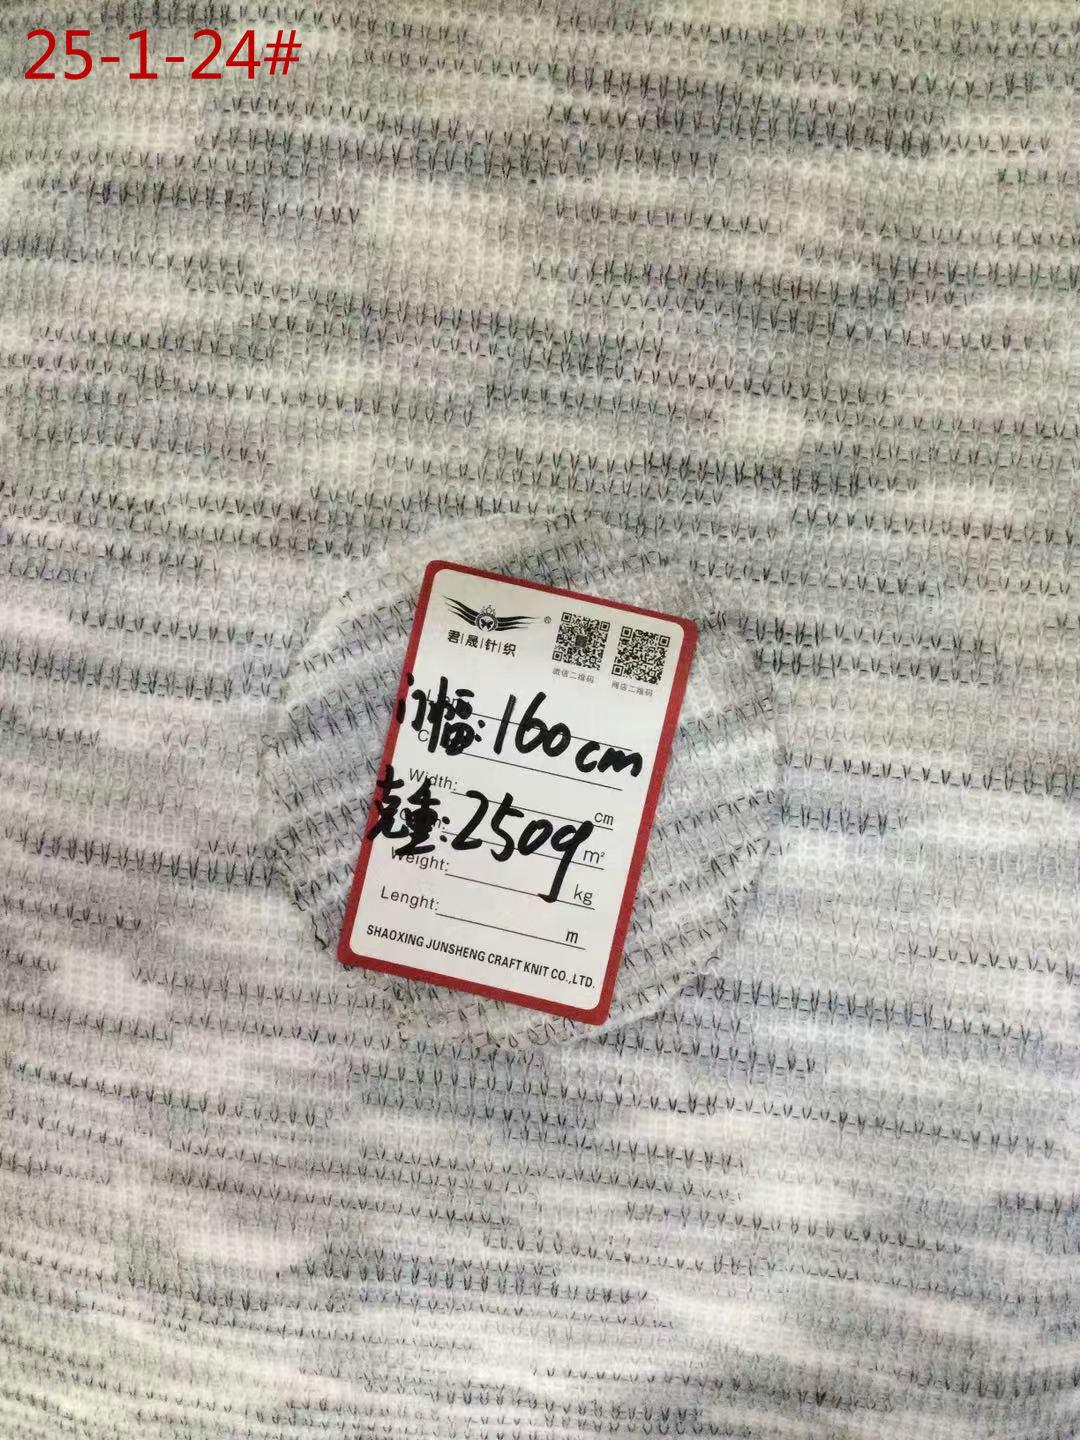 25-1-24#
君|晟|针|织
®
微信二维码
网店二维码
门幅:160cm
Width:
cm
克重:250g
m²
Weight:
kg
Lenght:
m
SHAOXING JUNSHENG CRAFT KNIT CO.,LTD.